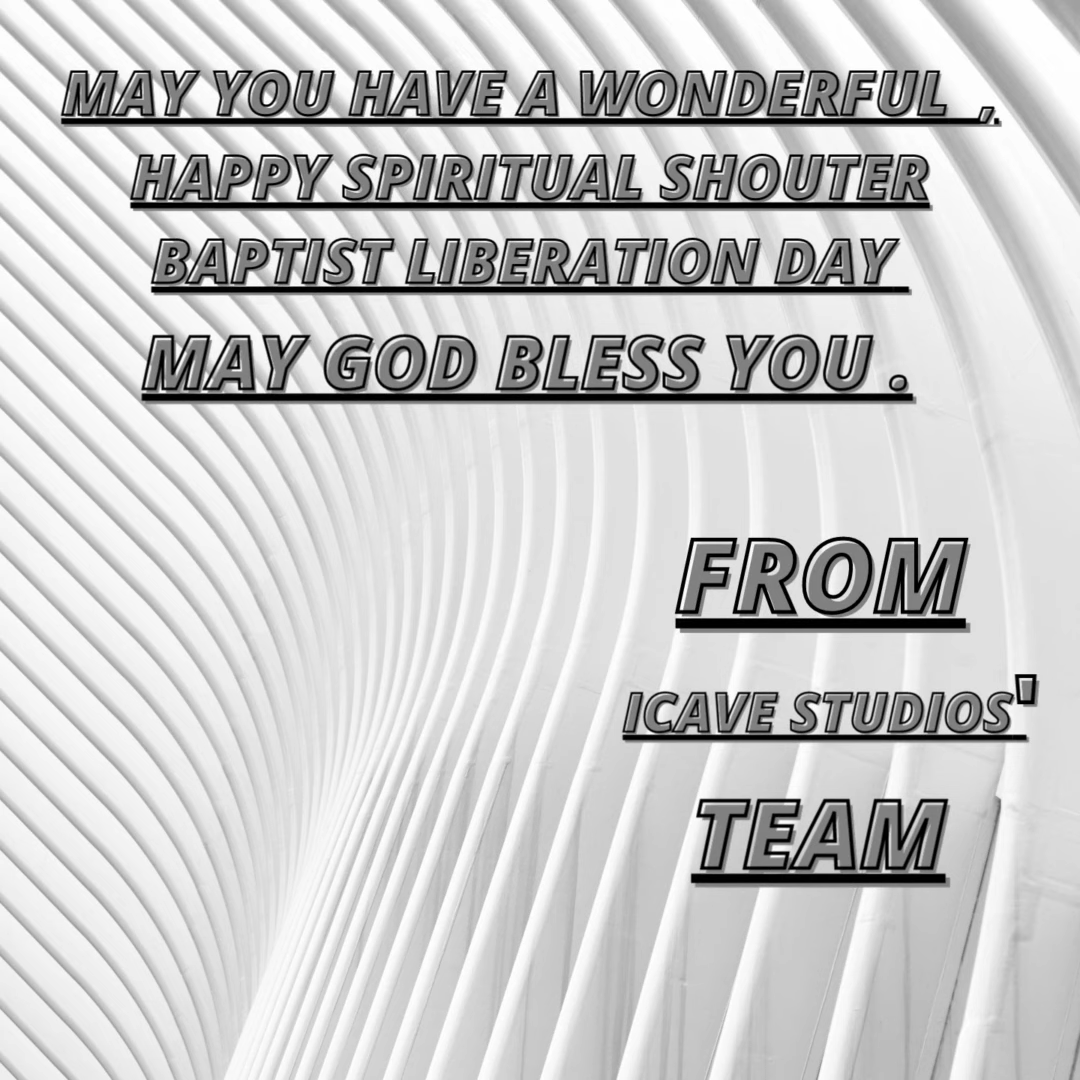 MAY YOU HAVE A WONDERFUL  ,
HAPPY SPIRITUAL SHOUTER
BAPTIST LIBERATION DAY
MAY GOD BLESS YOU .
FROM
ICAVE STUDIOS'
TEAM